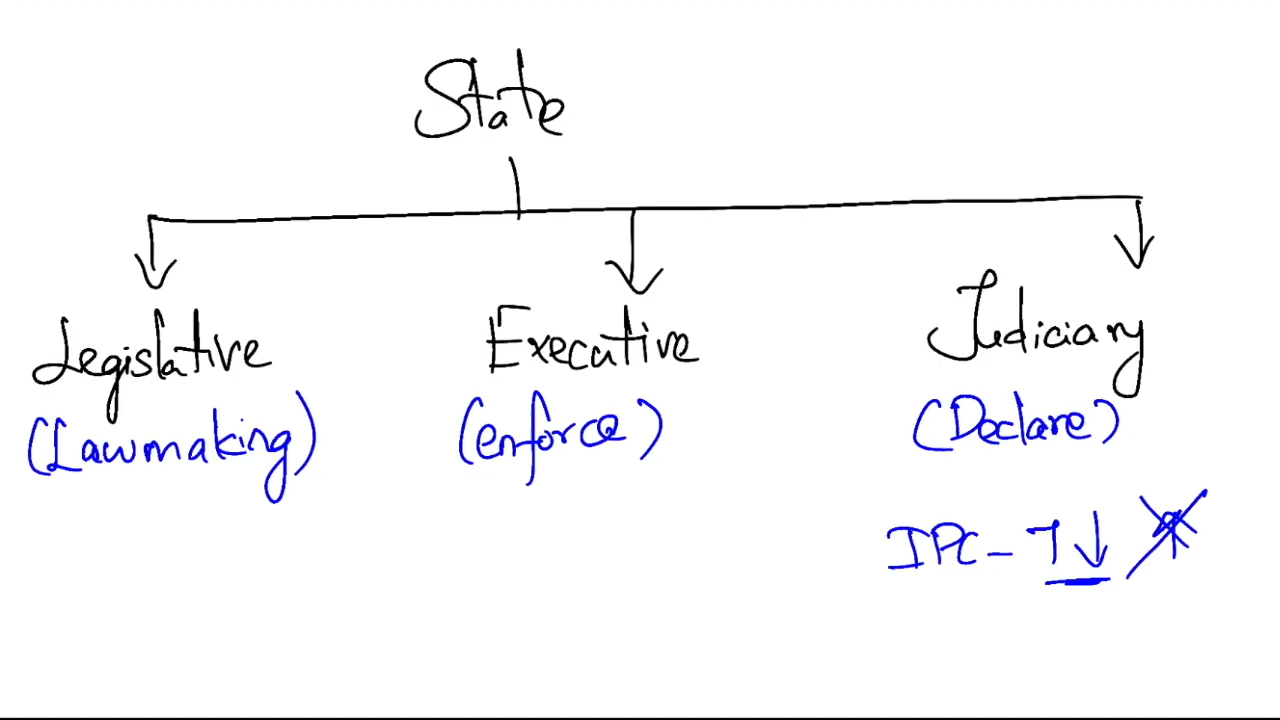 State
Legislative Executive Judiciary
(Lawmaking) (enforce) (Declare)
IPC - 7 ↓